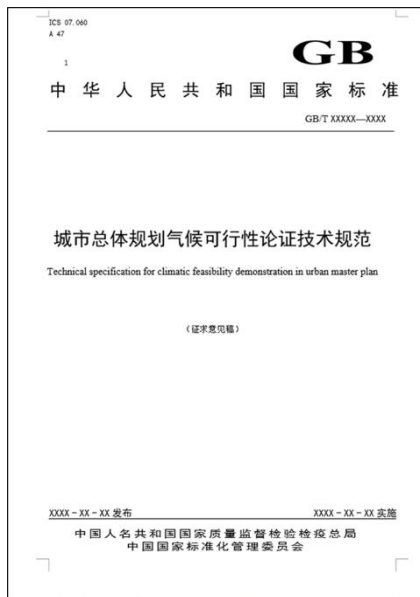 ICS 07.060
A 47
1
GB
中华人民共和国国家标准
GB/T XXXXX—XXXX
城市总体规划气候可行性论证技术规范
Technical specification for climatic feasibility demonstration in urban master plan
（征求意见稿）
XXXX-XX-XX 发布
XXXX-XX-XX 实施
中国人名共和国国家质量监督检验检疫总局
中国国家标准化管理委员会